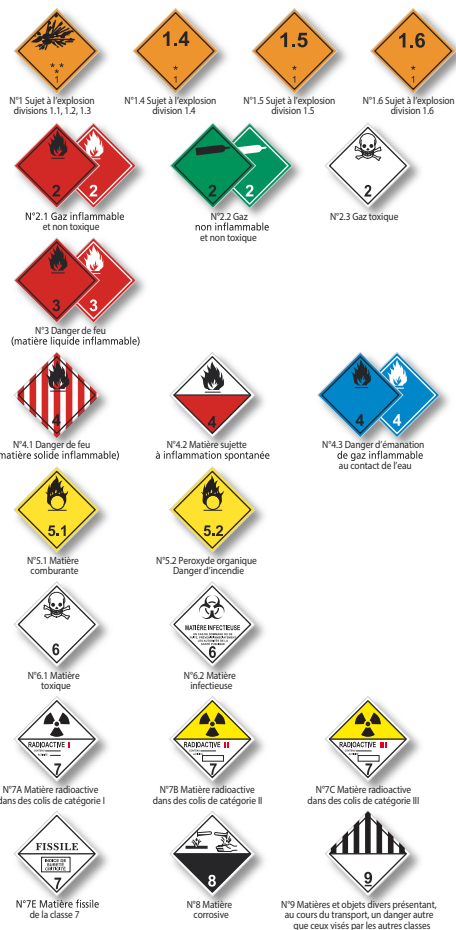 1.4
1.5
1.6
* *
*
1
*
1
*
1
*
1
N°1 Sujet à l'explosion
divisions 1.1, 1.2, 1.3
N°1.4 Sujet à l'explosion
division 1.4
N°1.5 Sujet à l'explosion
division 1.5
N°1.6 Sujet à l'explosion
division 1.6
2
2
2
2
2
N°2.1 Gaz inflammable
et non toxique
N°2.2 Gaz
non inflammable
et non toxique
N°2.3 Gaz toxique
3
3
N°3 Danger de feu
(matière liquide inflammable)
4
4
4
4
N°4.1 Danger de feu
matière solide inflammable)
N°4.2 Matière sujette
à inflammation spontanée
N°4.3 Danger d'émanation
de gaz inflammable
au contact de l'eau
5.1
5.2
N°5.1 Matière
comburante
N°5.2 Peroxyde organique
Danger d'incendie
6
MATIÈRE INFECTIEUSE
6
N°6.1 Matière
toxique
N°6.2 Matière
infectieuse
RADIOACTIVE I
7
RADIOACTIVE II
7
RADIOACTIVE III
7
N°7A Matière radioactive
dans des colis de catégorie I
N°7B Matière radioactive
dans des colis de catégorie II
N°7C Matière radioactive
dans des colis de catégorie III
FISSILE
INDICE DE
SURETÉ
CRITICITÉ
7
8
9
N°7E Matière fissile
de la classe 7
N°8 Matière
corrosive
N°9 Matières et objets divers présentant,
au cours du transport, un danger autre
que ceux visés par les autres classes